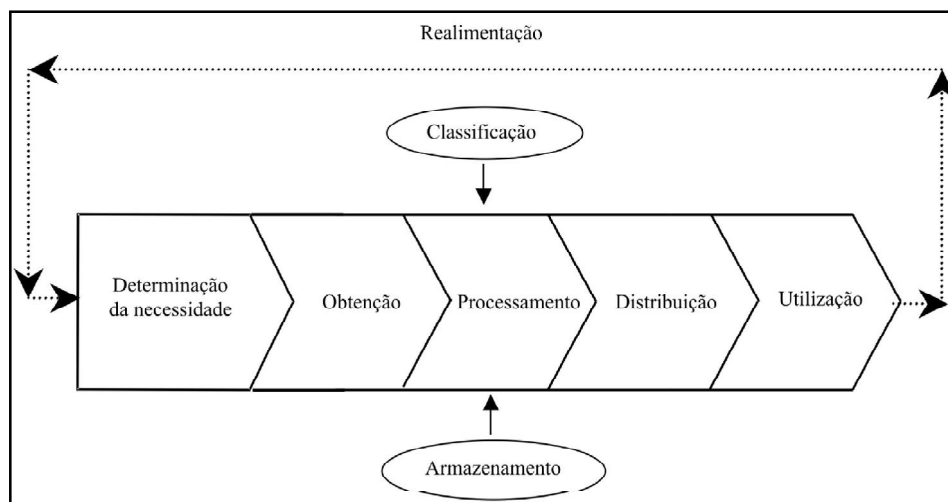 Realimentação
Classificação
Determinação
da necessidade
Obtenção
Processamento
Distribuição
Utilização
Armazenamento